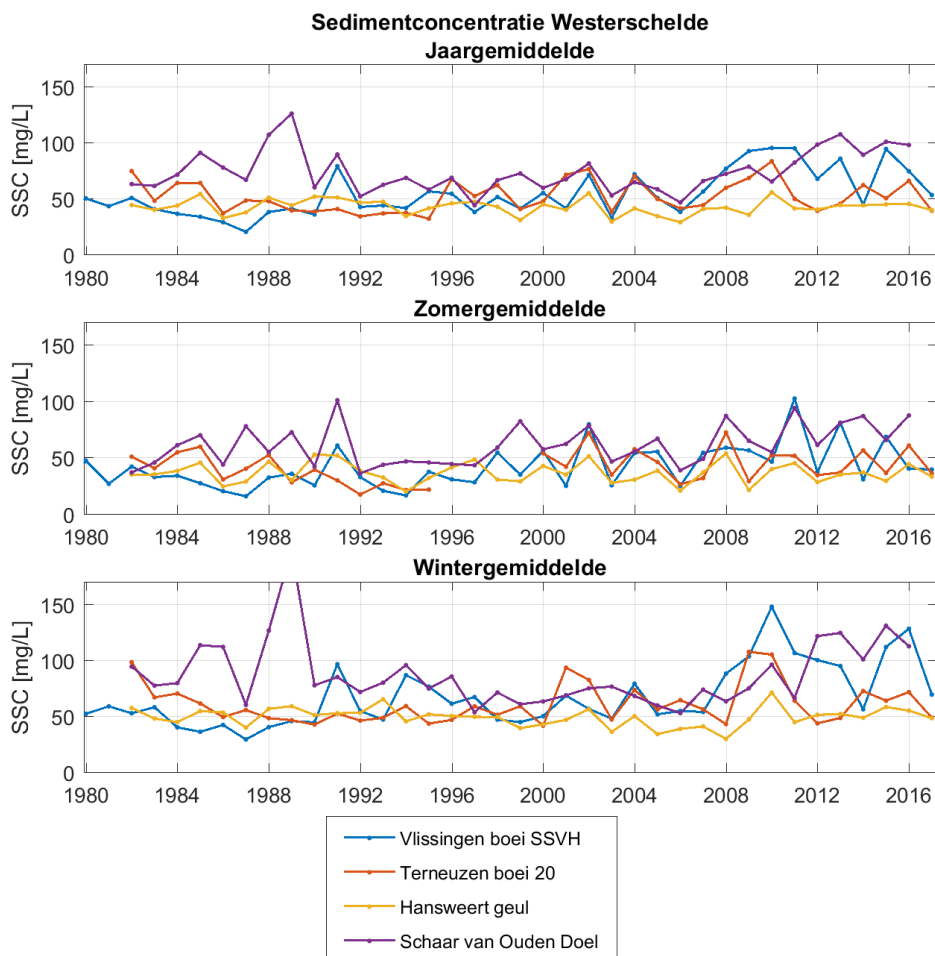 Sedimentconcentratie Westerschelde
Jaargemiddelde
SSC [mg/L]
150
100
50
0
1980 1984 1988 1992 1996 2000 2004 2008 2012 2016
Zomergemiddelde
SSC [mg/L]
150
100
50
0
1980 1984 1988 1992 1996 2000 2004 2008 2012 2016
Wintergemiddelde
SSC [mg/L]
150
100
50
0
1980 1984 1988 1992 1996 2000 2004 2008 2012 2016
Vlissingen boei SSVH
Terneuzen boei 20
Hansweert geul
Schaar van Ouden Doel